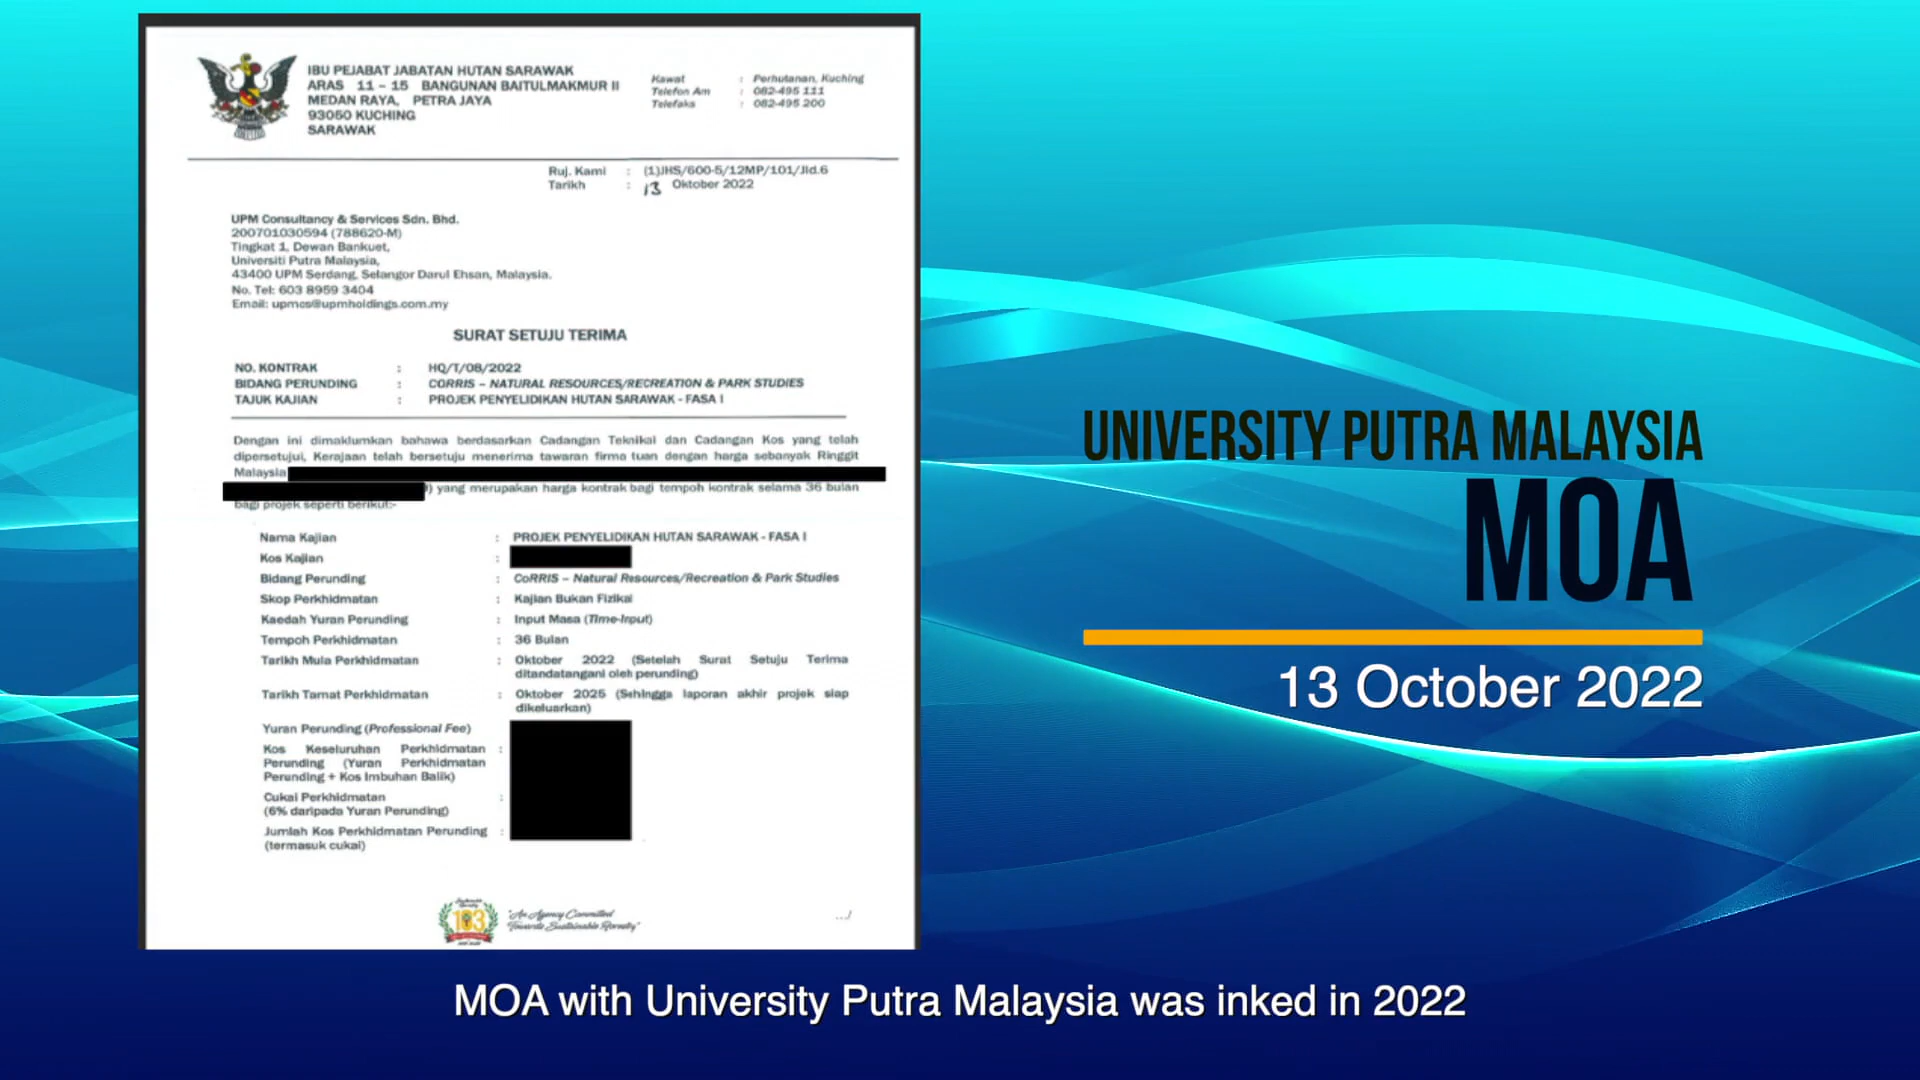 IBU PEJABAT JABATAN HUTAN SARAWAK
ARAS 11 – 15 BANGUNAN BAITULMAKMUR II
MEDAN RAYA, PETRA JAYA
93050 KUCHING
SARAWAK
Kawat : Perhutanan, Kuching
Telefon Am : 082-495 111
Telefaks : 082-495 200
Ruj. Kami : (1)JHS/600-5/12MP/101/Jld.6
Tarikh : 13 Oktober 2022
UPM Consultancy & Services Sdn. Bhd.
200701030594 (788620-M)
Tingkat 1, Dewan Bankuet,
Universiti Putra Malaysia,
43400 UPM Serdang, Selangor Darul Ehsan, Malaysia.
No. Tel: 603 8959 3404
Email: upmcs@upmholdings.com.my
SURAT SETUJU TERIMA
NO. KONTRAK : HQ/T/08/2022
BIDANG PERUNDING : CORRIS – NATURAL RESOURCES/RECREATION & PARK STUDIES
TAJUK KAJIAN : PROJEK PENYELIDIKAN HUTAN SARAWAK - FASA I
Dengan ini dimaklumkan bahawa berdasarkan Cadangan Teknikal dan Cadangan Kos yang telah
dipersetujui, Kerajaan telah bersetuju menerima tawaran firma tuan dengan harga sebanyak Ringgit
Malaysia
) yang merupakan harga kontrak bagi tempoh kontrak selama 36 bulan
bagi projek seperti berikut:-
Nama Kajian : PROJEK PENYELIDIKAN HUTAN SARAWAK - FASA I
Kos Kajian :
Bidang Perunding : CoRRIS – Natural Resources/Recreation & Park Studies
Skop Perkhidmatan : Kajian Bukan Fizikal
Kaedah Yuran Perunding : Input Masa (Time-Input)
Tempoh Perkhidmatan : 36 Bulan
Tarikh Mula Perkhidmatan : Oktober 2022 (Setelah Surat Setuju Terima
ditandatangani oleh perunding)
Tarikh Tamat Perkhidmatan : Oktober 2025 (Sehingga laporan akhir projek siap
dikeluarkan)
Yuran Perunding (Professional Fee)
Kos Keseluruhan Perkhidmatan :
Perunding (Yuran Perkhidmatan
Perunding + Kos Imbuhan Balik)
Cukai Perkhidmatan :
(6% daripada Yuran Perunding)
Jumlah Kos Perkhidmatan Perunding :
(termasuk cukai)
103
"An Agency Committed
Towards Sustainable Forestry"
.../
UNIVERSITY PUTRA MALAYSIA
MOA
13 October 2022
MOA with University Putra Malaysia was inked in 2022